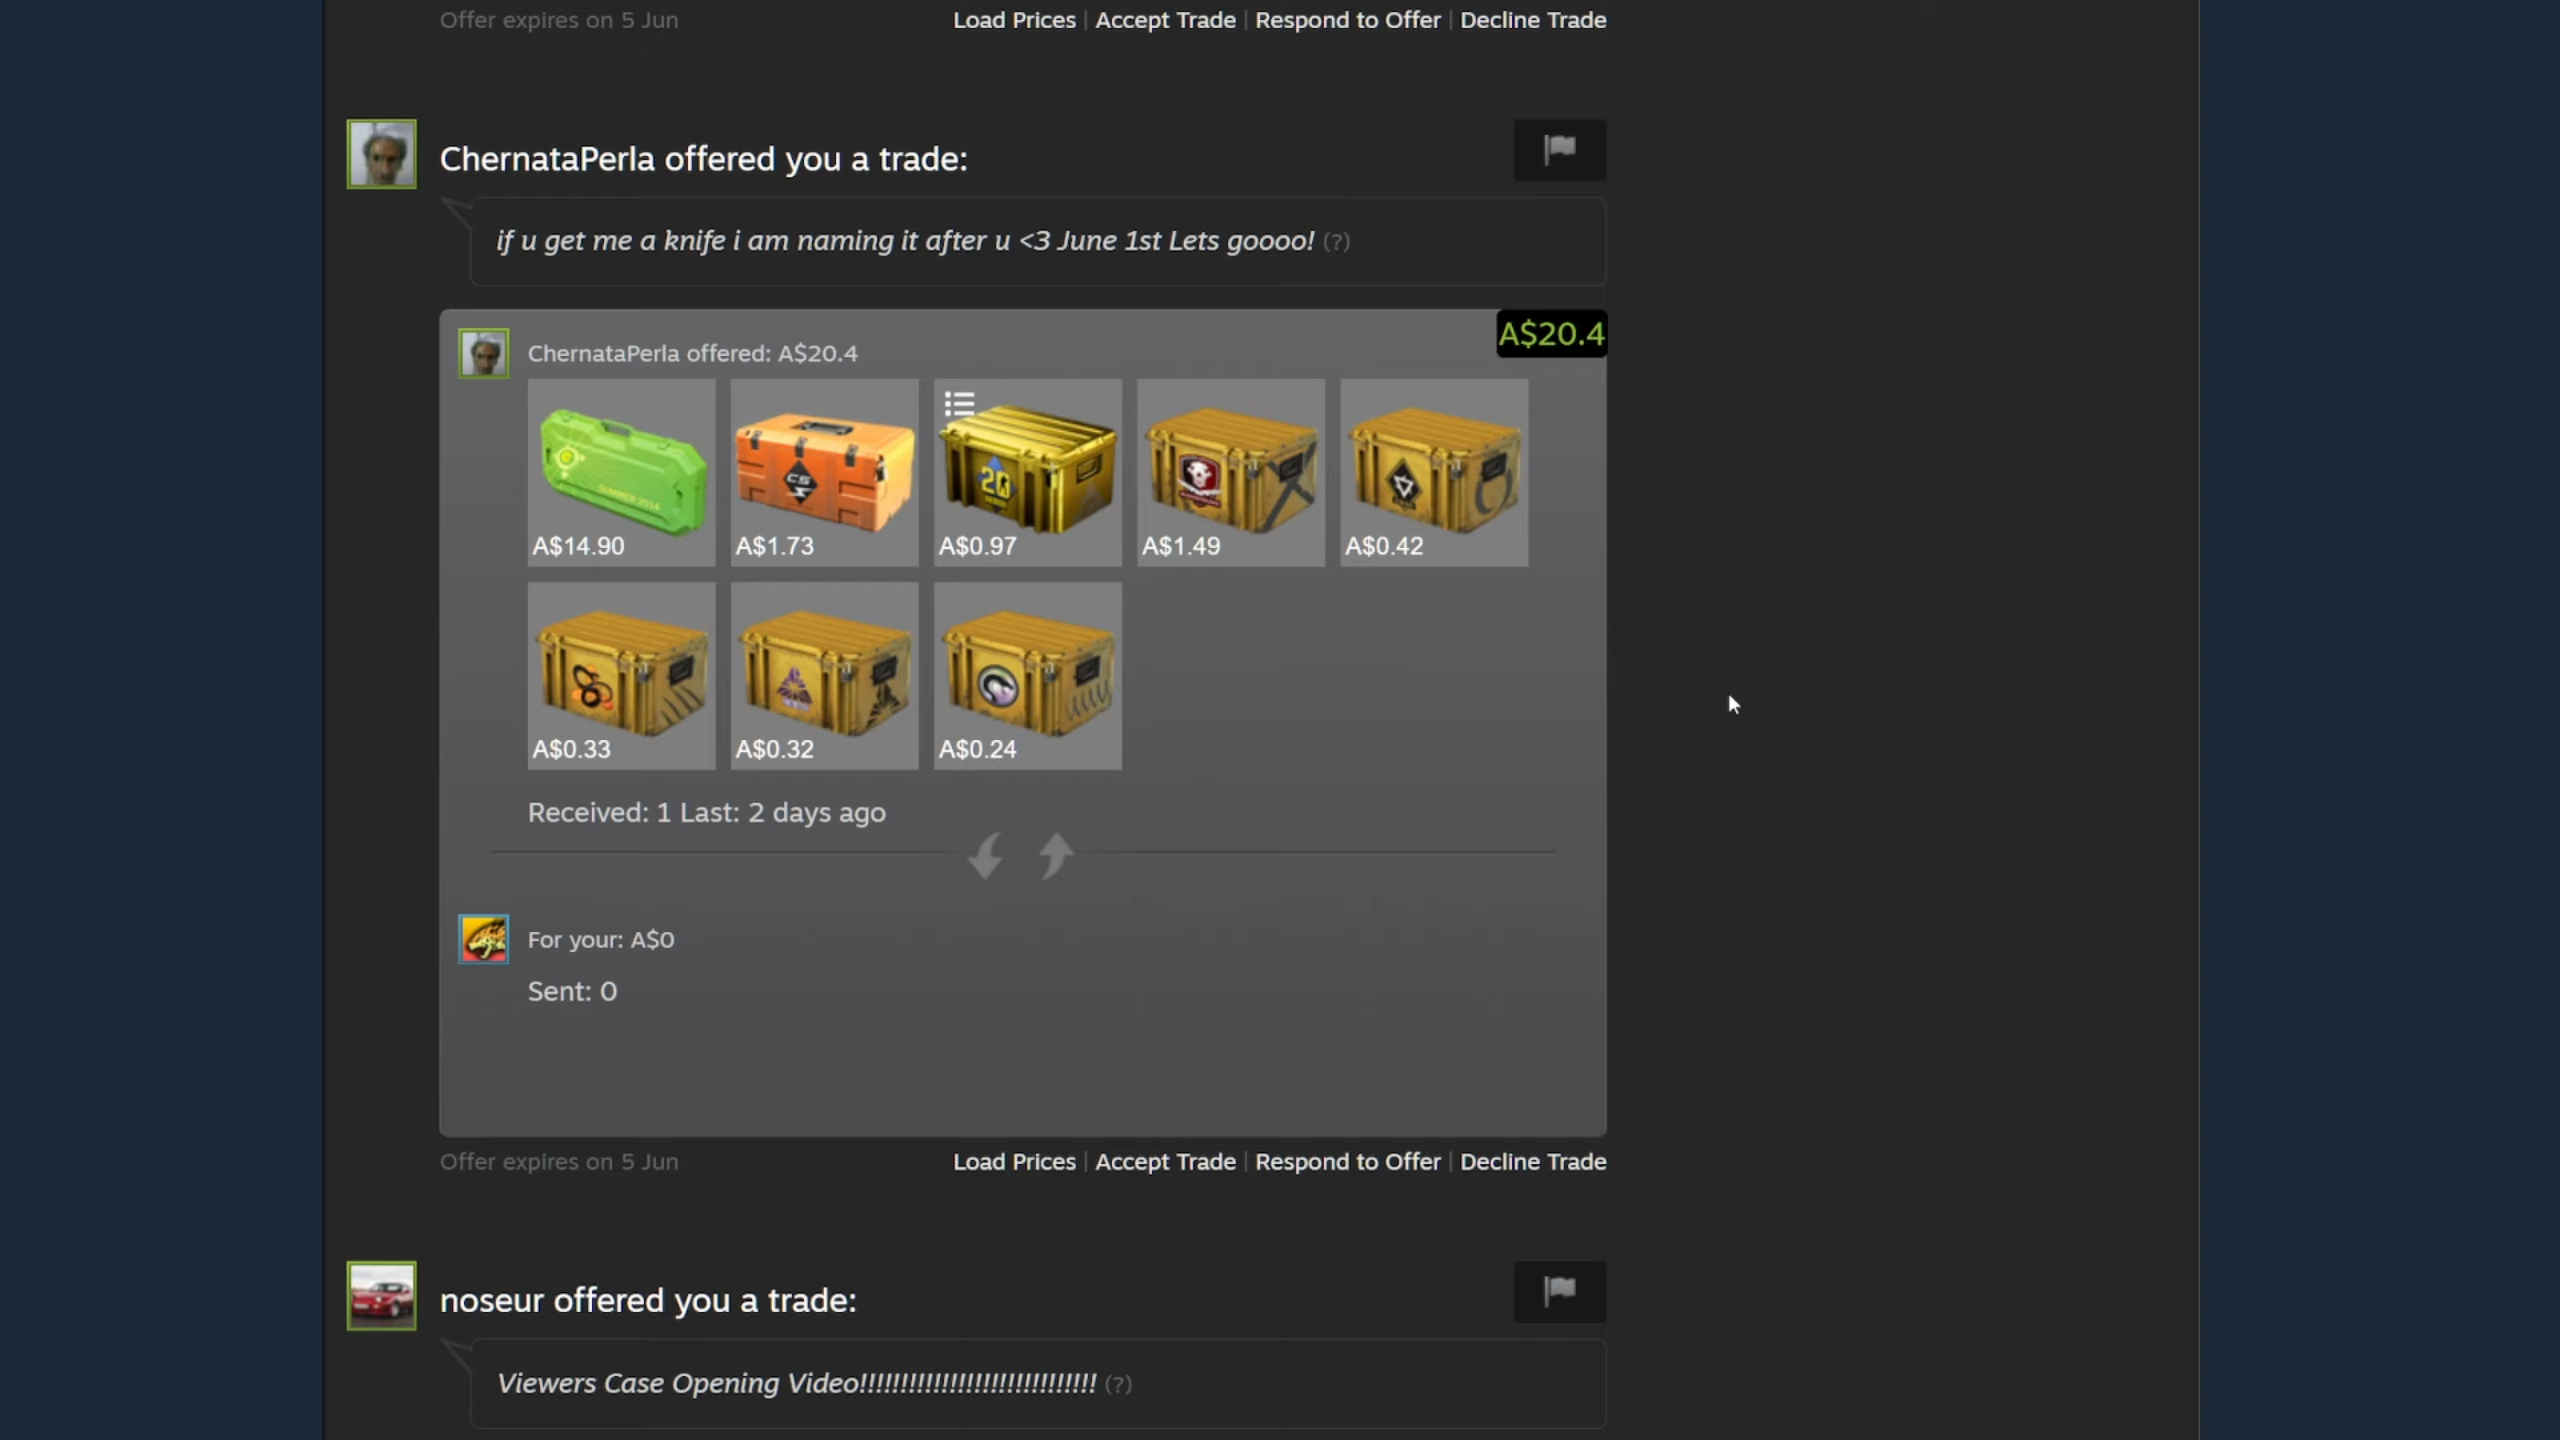 Offer expires on 5 Jun
Load Prices | Accept Trade | Respond to Offer | Decline Trade
ChernataPerla offered you a trade:
if u get me a knife i am naming it after u <3 June 1st Lets goooo! (?)
A$20.4
ChernataPerla offered: A$20.4
SUMMER 2014
CS
20
A$14.90
A$1.73
A$0.97
A$1.49
A$0.42
A$0.33
A$0.32
A$0.24
Received: 1 Last: 2 days ago
For your: A$0
Sent: 0
Offer expires on 5 Jun
Load Prices | Accept Trade | Respond to Offer | Decline Trade
noseur offered you a trade:
Viewers Case Opening Video!!!!!!!!!!!!!!!!!!!!!!!!!!!!! (?)